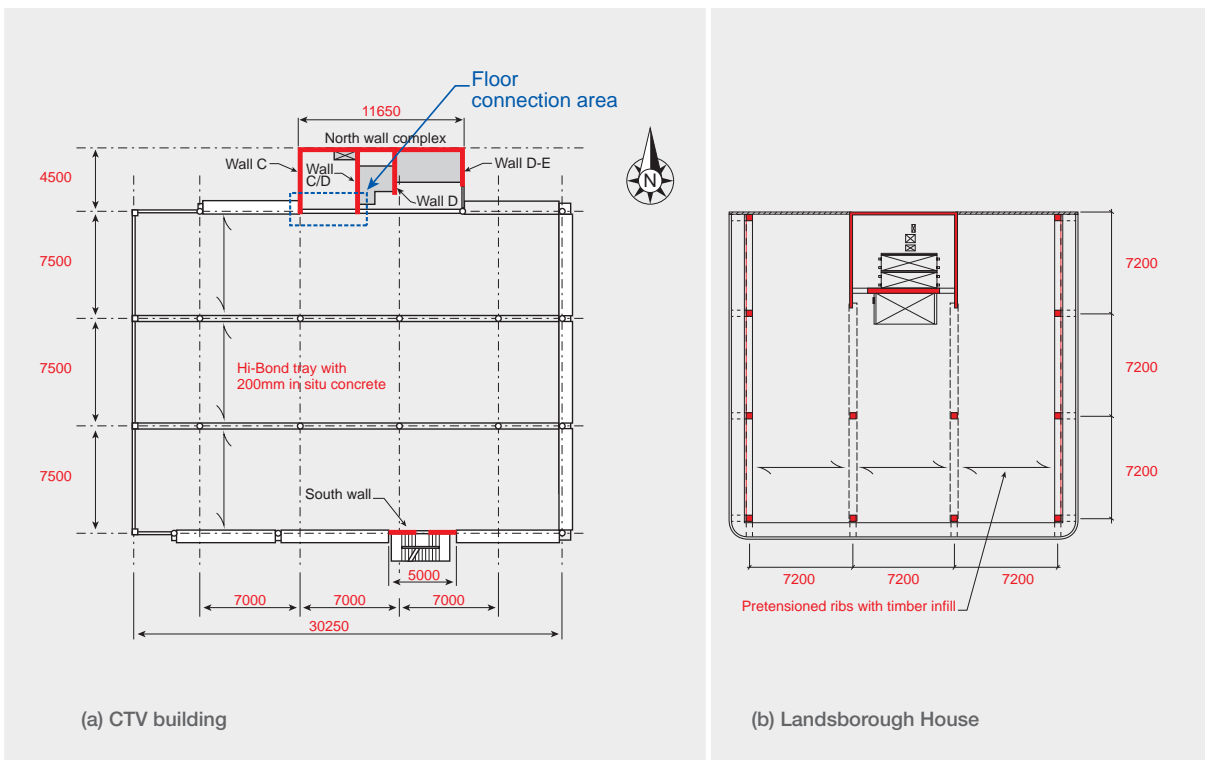 Floor
connection area
11650
North wall complex
Wall C
Wall
C/D
Wall D-E
Wall D
4500
N
7500
7500
Hi-Bond tray with
200mm in situ concrete
7500
South wall
5000
7000
7000
7000
30250
(a) CTV building
7200
7200
7200
7200
7200
7200
Pretensioned ribs with timber infill
(b) Landsborough House